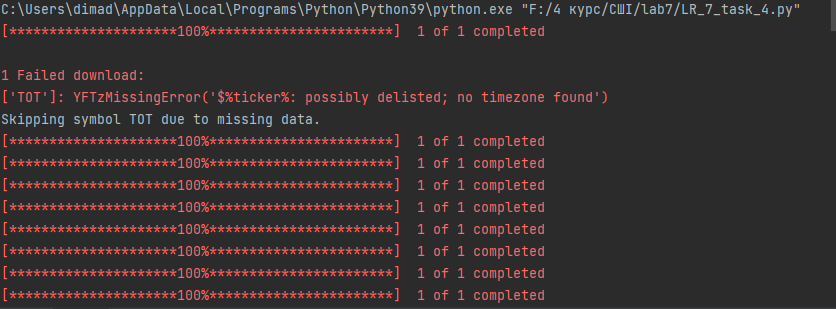 C:\Users\dimad\AppData\Local\Programs\Python\Python39\python.exe "F:/4 курс/СШІ/lab7/LR_7_task_4.py"
[*********************100%***********************]  1 of 1 completed
1 Failed download:
['TOT']: YFTzMissingError('$%ticker%: possibly delisted; no timezone found')
Skipping symbol TOT due to missing data.
[*********************100%***********************]  1 of 1 completed
[*********************100%***********************]  1 of 1 completed
[*********************100%***********************]  1 of 1 completed
[*********************100%***********************]  1 of 1 completed
[*********************100%***********************]  1 of 1 completed
[*********************100%***********************]  1 of 1 completed
[*********************100%***********************]  1 of 1 completed
[*********************100%***********************]  1 of 1 completed